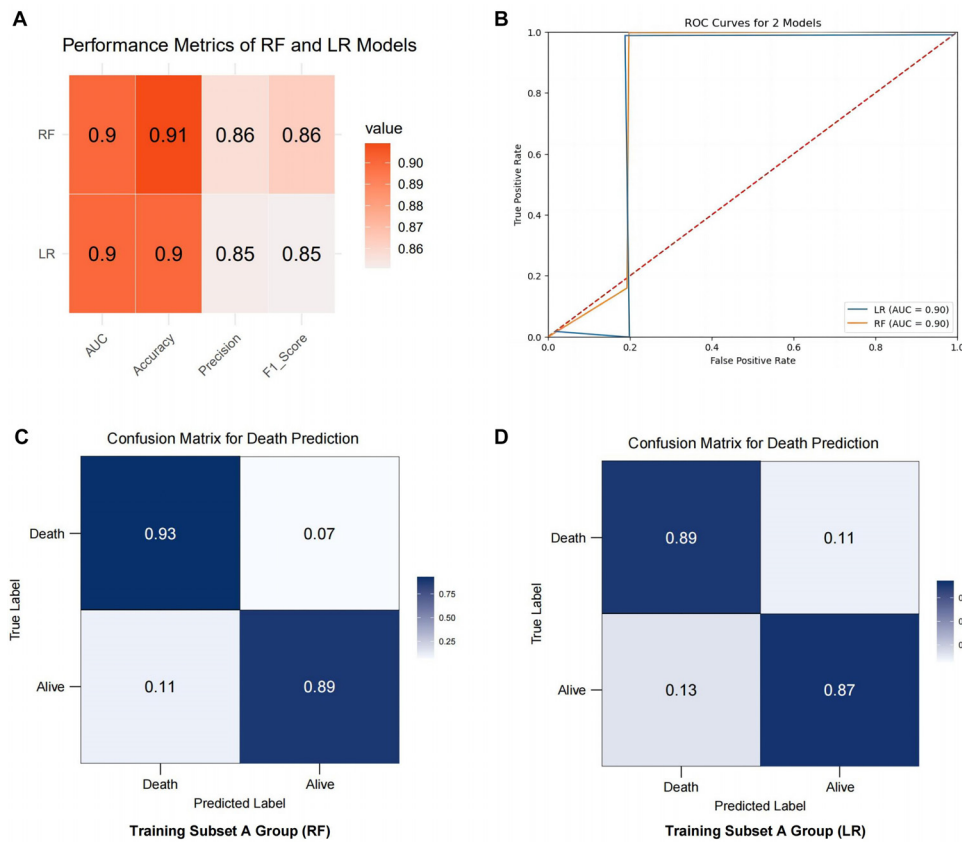 A
Performance Metrics of RF and LR Models
RF
0.9
0.91
0.86
0.86
LR
0.9
0.9
0.85
0.85
AUC
Accuracy
Precision
F1_Score
value
0.90
0.89
0.88
0.87
0.86
B
ROC Curves for 2 Models
True Positive Rate
1.0
0.8
0.6
0.4
0.2
0.0
0.0
0.2
0.4
0.6
0.8
1.0
False Positive Rate
LR (AUC = 0.90)
RF (AUC = 0.90)
C
Confusion Matrix for Death Prediction
True Label
Death
0.93
0.07
Alive
0.11
0.89
Death
Alive
Predicted Label
0.75
0.50
0.25
Training Subset A Group (RF)
D
Confusion Matrix for Death Prediction
True Label
Death
0.89
0.11
Alive
0.13
0.87
Death
Alive
Predicted Label
Training Subset A Group (LR)